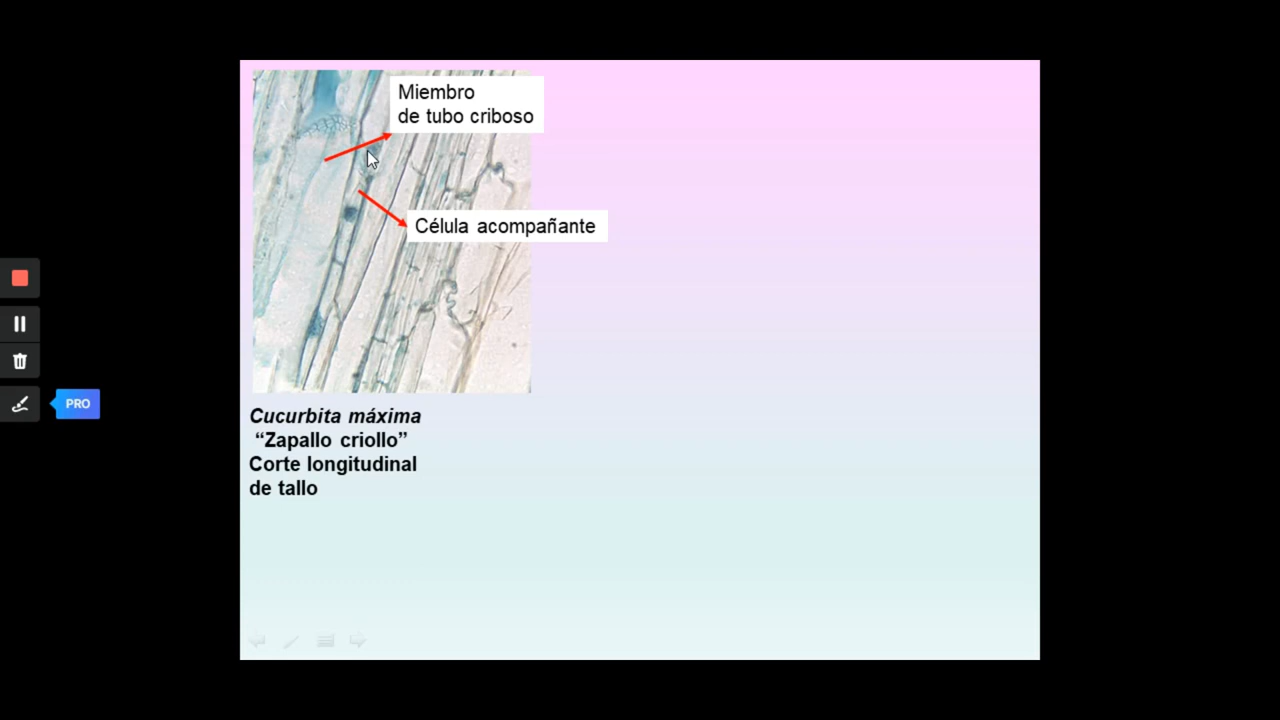 Miembro
de tubo criboso
Célula acompañante
PRO
Cucurbita máxima
“Zapallo criollo”
Corte longitudinal
de tallo